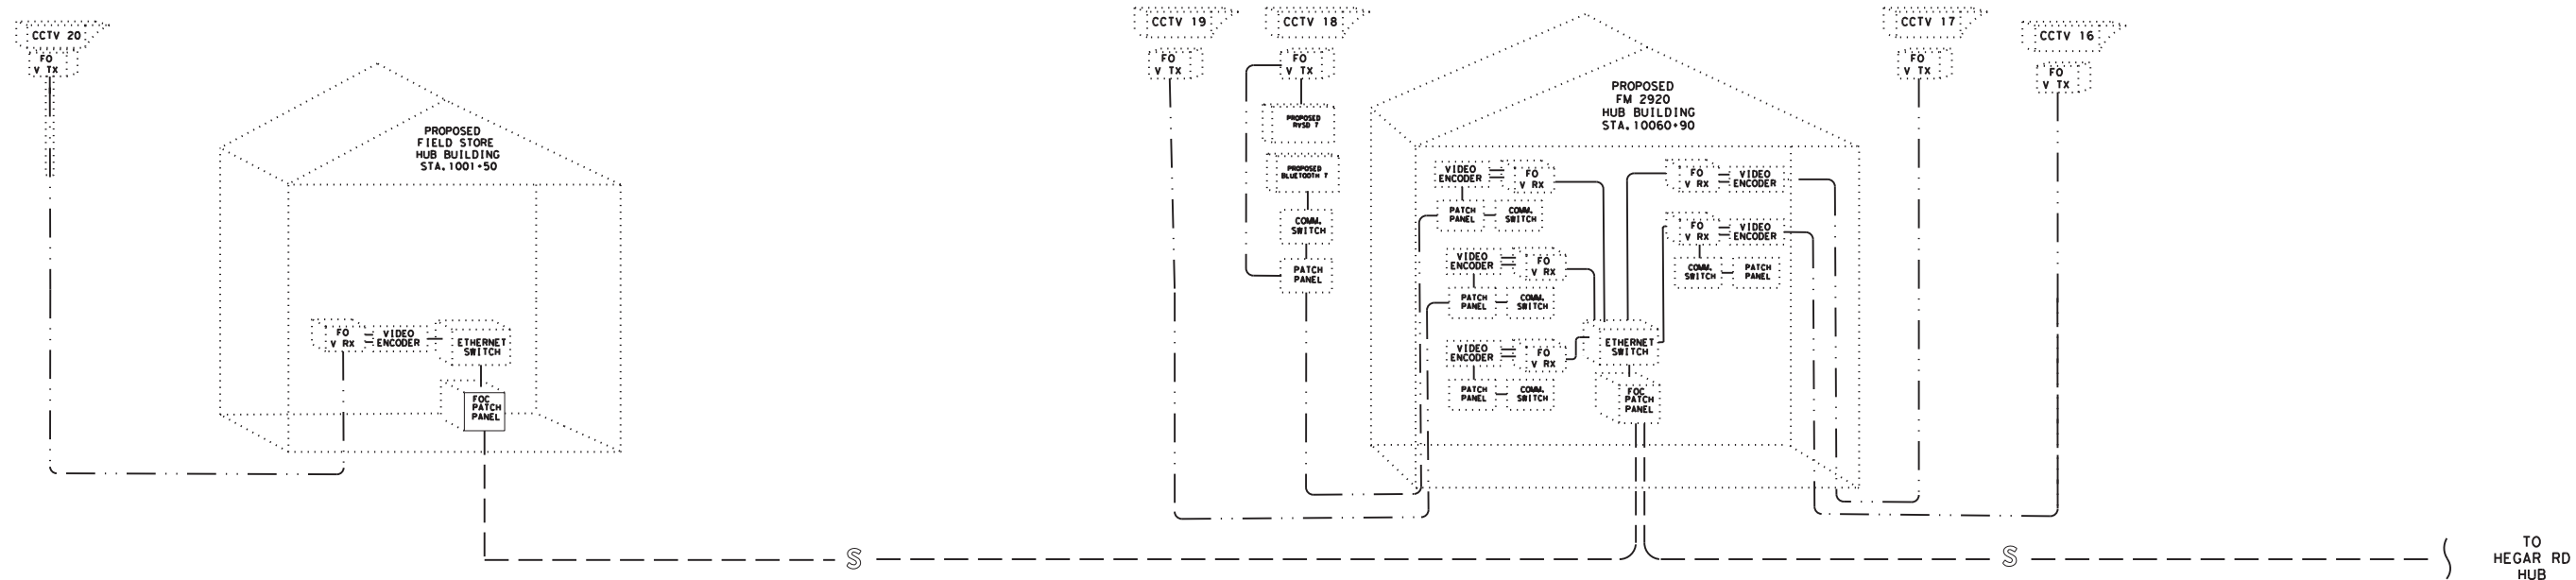 CCTV 20
FO
V TX
PROPOSED
FIELD STORE
HUB BUILDING
STA. 1001+50
FO
V RX
VIDEO
ENCODER
ETHERNET
SWITCH
FOC
PATCH
PANEL
S
CCTV 19
FO
V TX
CCTV 18
FO
V TX
PROPOSED
RVSD 7
PROPOSED
BLUETOOTH 7
COMM.
SWITCH
PATCH
PANEL
PROPOSED
FM 2920
HUB BUILDING
STA. 10060+90
VIDEO
ENCODER
FO
V RX
PATCH
PANEL
COMM.
SWITCH
VIDEO
ENCODER
FO
V RX
PATCH
PANEL
COMM.
SWITCH
VIDEO
ENCODER
FO
V RX
PATCH
PANEL
COMM.
SWITCH
FO
V RX
VIDEO
ENCODER
FO
V RX
VIDEO
ENCODER
COMM.
SWITCH
PATCH
PANEL
ETHERNET
SWITCH
FOC
PATCH
PANEL
CCTV 17
FO
V TX
CCTV 16
FO
V TX
S
TO
HEGAR RD
HUB